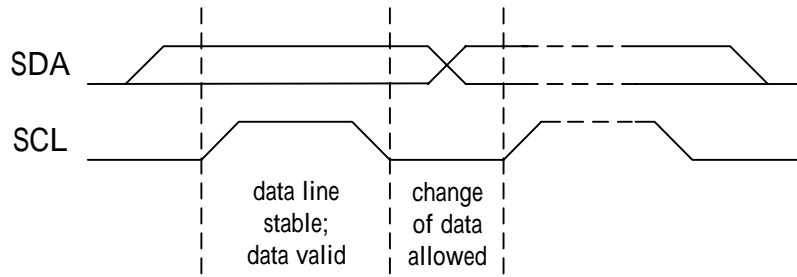 SDA
SCL
data line
stable;
data valid
change
of data
allowed